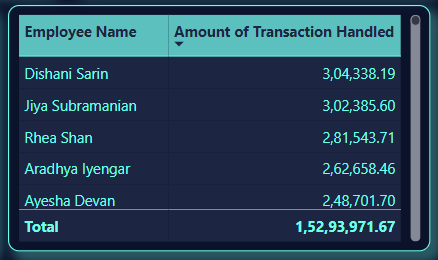 Employee Name Amount of Transaction Handled
Dishani Sarin 3,04,338.19
Jiya Subramanian 3,02,385.60
Rhea Shan 2,81,543.71
Aradhya Iyengar 2,62,658.46
Ayesha Devan 2,48,701.70
Total 1,52,93,971.67